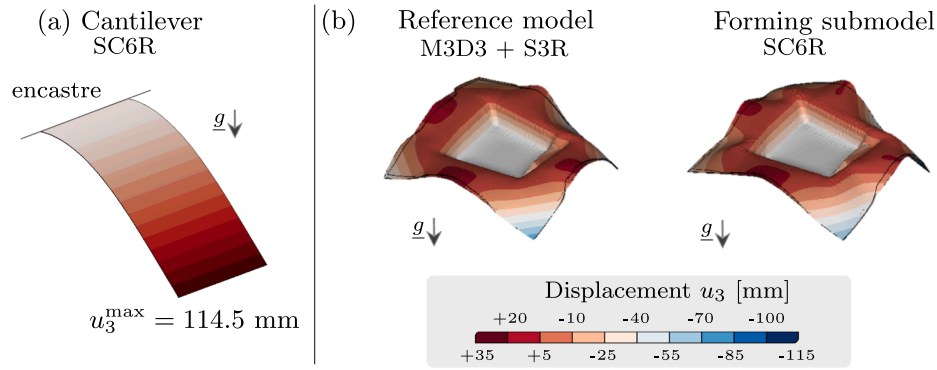 (a) Cantilever
SC6R
encastre
g
u₃ᵐᵃˣ = 114.5 mm
(b)
Reference model
M3D3 + S3R
g
Forming submodel
SC6R
g
Displacement u₃ [mm]
+20 -10 -40 -70 -100
+35 +5 -25 -55 -85 -115